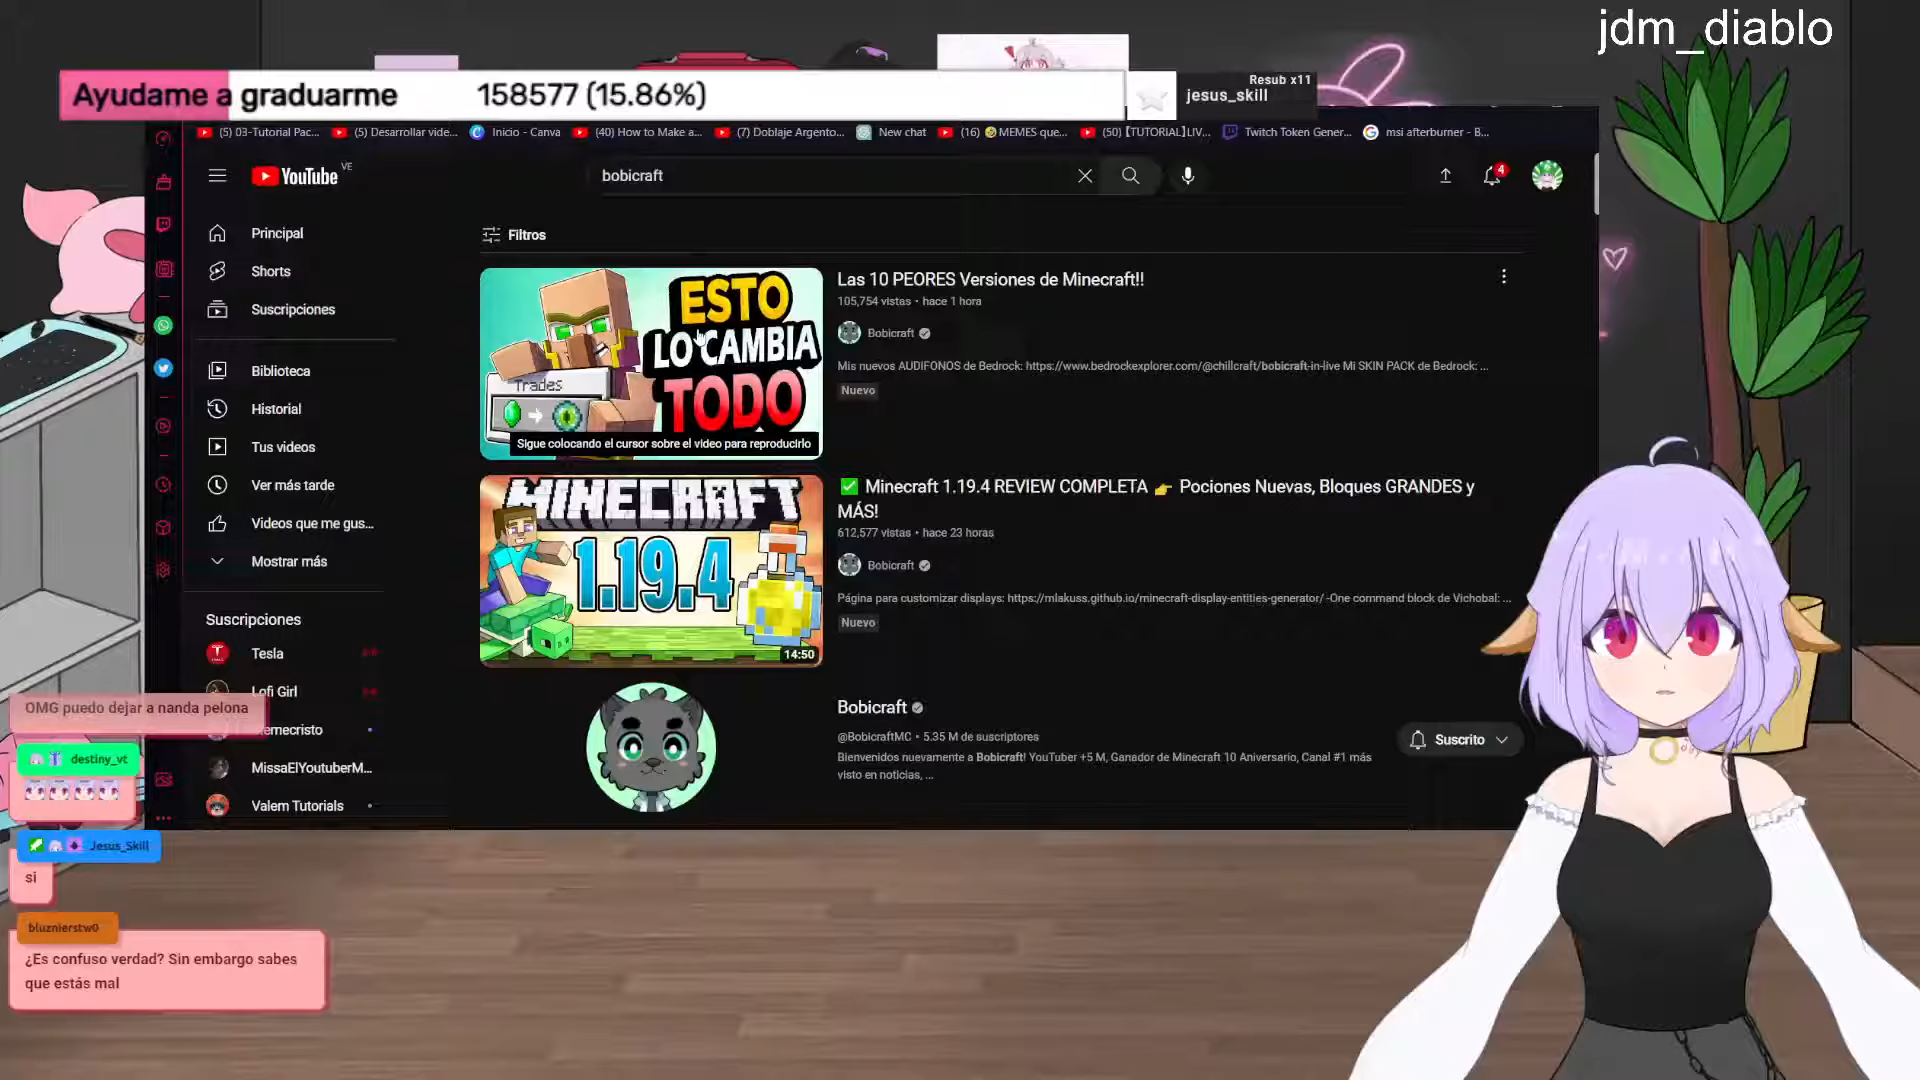 jdm_diablo
Ayudame a graduarme 158577 (15.86%)
Resub x11
jesus_skill
(5) 03-Tutorial Pac... (5) Desarrollar vide... Inicio - Canva (40) How to Make a... (7) Doblaje Argento... New chat (16) 🤣MEMES que... (50) 【TUTORIAL】LIV... Twitch Token Gener... msi afterburner - B...
YouTube VE
bobicraft
4
Principal
Shorts
Suscripciones
Biblioteca
Historial
Tus videos
Ver más tarde
Videos que me gus...
Mostrar más
Suscripciones
Tesla
Lofi Girl
emecristo
MissaElYoutuberM...
Valem Tutorials
Filtros
ESTO
LO CAMBIA
TODO
Trades
Sigue colocando el cursor sobre el video para reproducirlo
Las 10 PEORES Versiones de Minecraft!!
105,754 vistas • hace 1 hora
Bobicraft
Mis nuevos AUDIFONOS de Bedrock: https://www.bedrockexplorer.com/@chillcraft/bobicraft-in-live Mi SKIN PACK de Bedrock: ...
Nuevo
MINECRAFT
1.19.4
14:50
✅ Minecraft 1.19.4 REVIEW COMPLETA 👉 Pociones Nuevas, Bloques GRANDES y
MÁS!
612,577 vistas • hace 23 horas
Bobicraft
Página para customizar displays: https://mlakuss.github.io/minecraft-display-entities-generator/ -One command block de Vichobal: ...
Nuevo
Bobicraft
@BobicraftMC • 5.35 M de suscriptores
Bienvenidos nuevamente a Bobicraft! YouTuber +5 M, Ganador de Minecraft 10 Aniversario, Canal #1 más
visto en noticias, ...
Suscrito
OMG puedo dejar a nanda pelona
destiny_vt
Jesus_Skill
si
bluznierstw0
¿Es confuso verdad? Sin embargo sabes
que estás mal